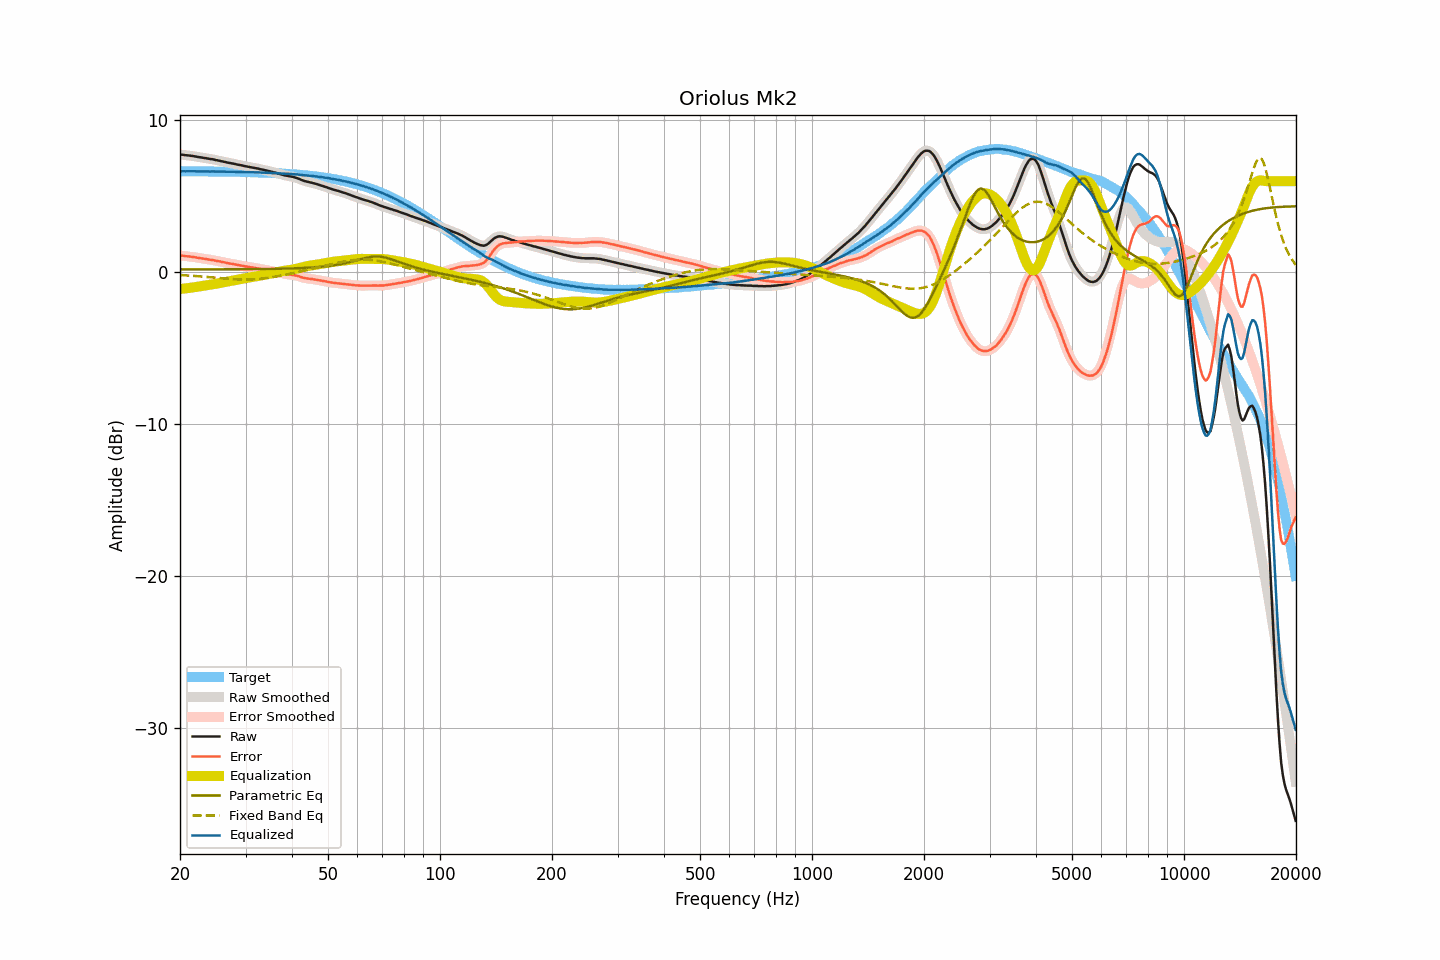 Oriolus Mk2
10
0
−10
−20
−30
Amplitude (dBr)
Target
Raw Smoothed
Error Smoothed
Raw
Error
Equalization
Parametric Eq
Fixed Band Eq
Equalized
20 50 100 200 500 1000 2000 5000 10000 20000
Frequency (Hz)